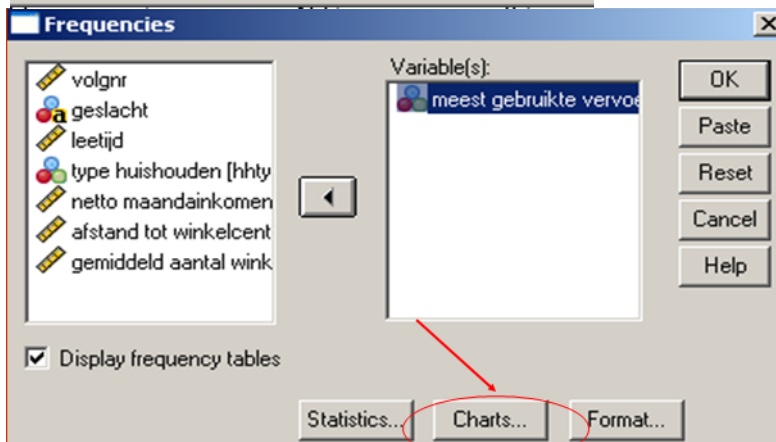 Frequencies
volgnr
geslacht
leetijd
type huishouden [hhty
netto maandainkomen
afstand tot winkelcent
gemiddeld aantal wink
Variable(s):
meest gebruikte vervoe
OK
Paste
Reset
Cancel
Help
Display frequency tables
Statistics...
Charts...
Format...